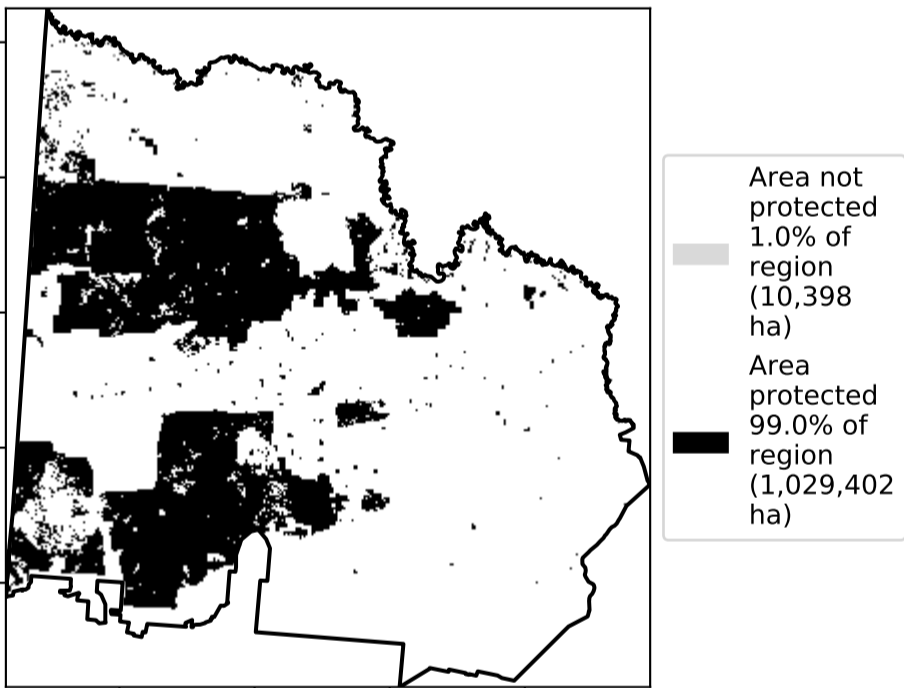 Area not
protected
1.0% of
region
(10,398
ha)
Area
protected
99.0% of
region
(1,029,402
ha)